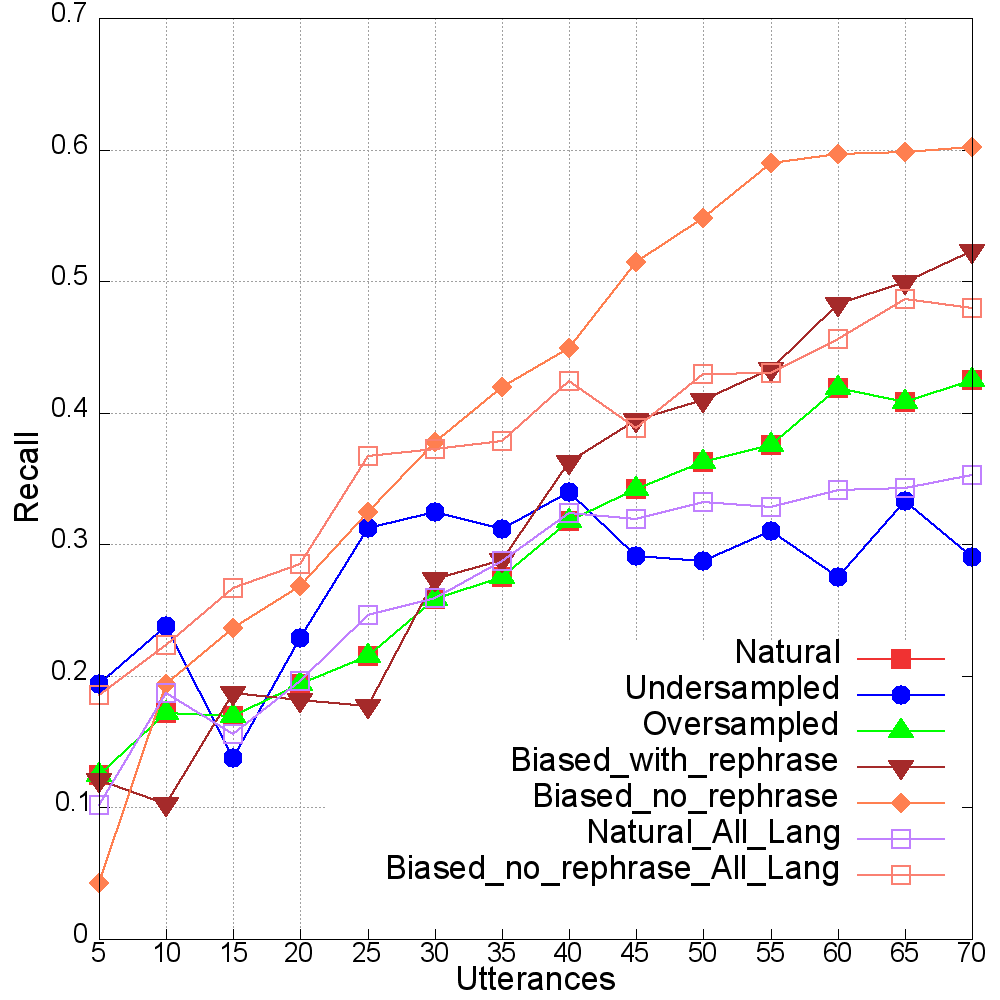 0.7
0.6
0.5
0.4
0.3
0.2
0.1
0
Recall
Natural
Undersampled
Oversampled
Biased_with_rephrase
Biased_no_rephrase
Natural_All_Lang
Biased_no_rephrase_All_Lang
5 10 15 20 25 30 35 40 45 50 55 60 65 70
Utterances